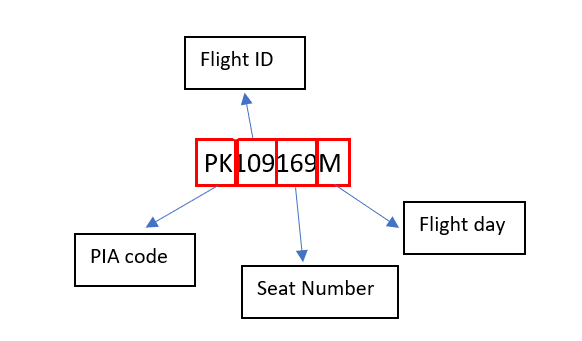 Flight ID
PK109169M
Flight day
PIA code
Seat Number